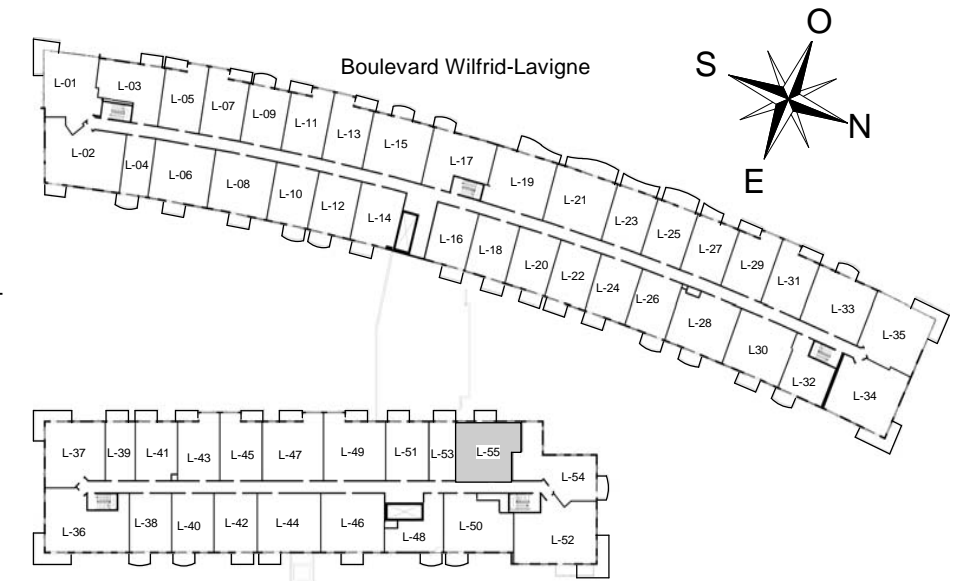 Boulevard Wilfrid-Lavigne
O
S
N
E
L-01
L-03
L-05
L-07
L-09
L-11
L-13
L-15
L-17
L-19
L-21
L-23
L-25
L-27
L-29
L-31
L-33
L-35
L-02
L-04
L-06
L-08
L-10
L-12
L-14
L-16
L-18
L-20
L-22
L-24
L-26
L-28
L30
L-32
L-34
L-37
L-39
L-41
L-43
L-45
L-47
L-49
L-51
L-53
L-55
L-54
L-36
L-38
L-40
L-42
L-44
L-46
L-48
L-50
L-52